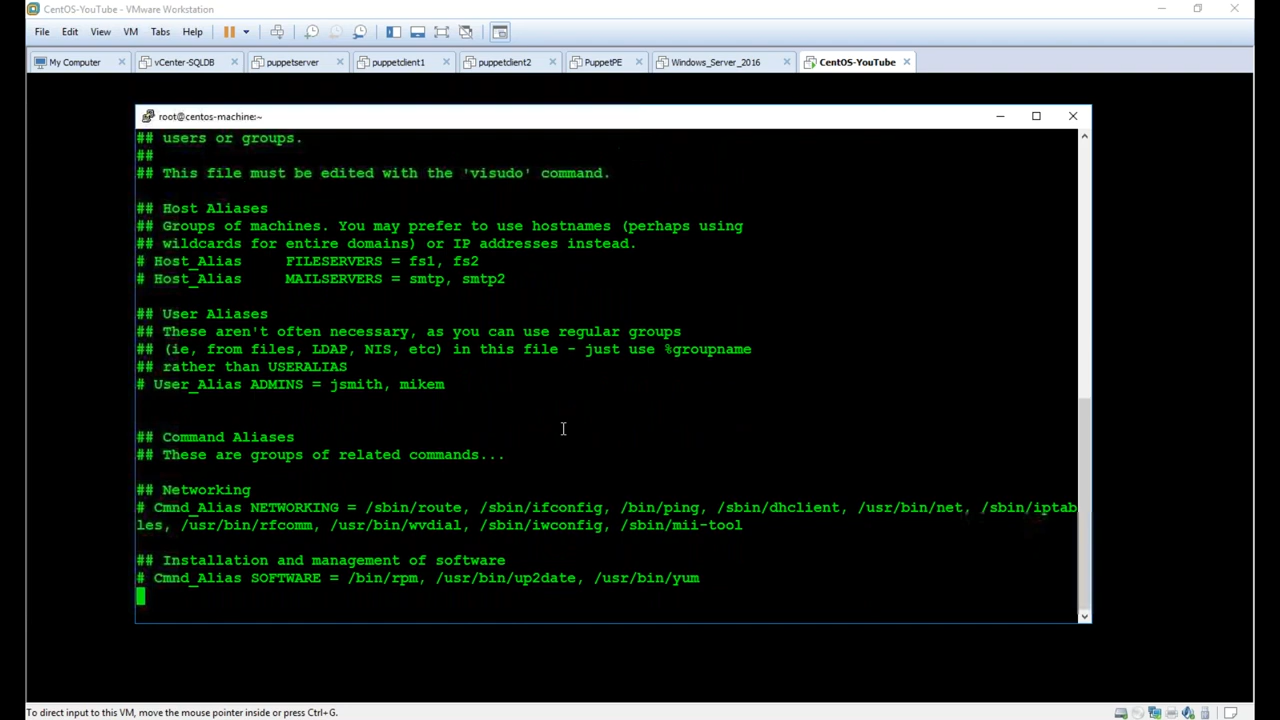 CentOS-YouTube - VMware Workstation
File Edit View VM Tabs Help
My Computer vCenter-SQLDB puppetserver puppetclient1 puppetclient2 PuppetPE Windows_Server_2016 CentOS-YouTube
root@centos-machine:~
## users or groups.
##
## This file must be edited with the 'visudo' command.
## Host Aliases
## Groups of machines. You may prefer to use hostnames (perhaps using
## wildcards for entire domains) or IP addresses instead.
# Host_Alias     FILESERVERS = fs1, fs2
# Host_Alias     MAILSERVERS = smtp, smtp2
## User Aliases
## These aren't often necessary, as you can use regular groups
## (ie, from files, LDAP, NIS, etc) in this file - just use %groupname
## rather than USERALIAS
# User_Alias ADMINS = jsmith, mikem
## Command Aliases
## These are groups of related commands...
## Networking
# Cmnd_Alias NETWORKING = /sbin/route, /sbin/ifconfig, /bin/ping, /sbin/dhclient, /usr/bin/net, /sbin/iptab
les, /usr/bin/rfcomm, /usr/bin/wvdial, /sbin/iwconfig, /sbin/mii-tool
## Installation and management of software
# Cmnd_Alias SOFTWARE = /bin/rpm, /usr/bin/up2date, /usr/bin/yum
To direct input to this VM, move the mouse pointer inside or press Ctrl+G.